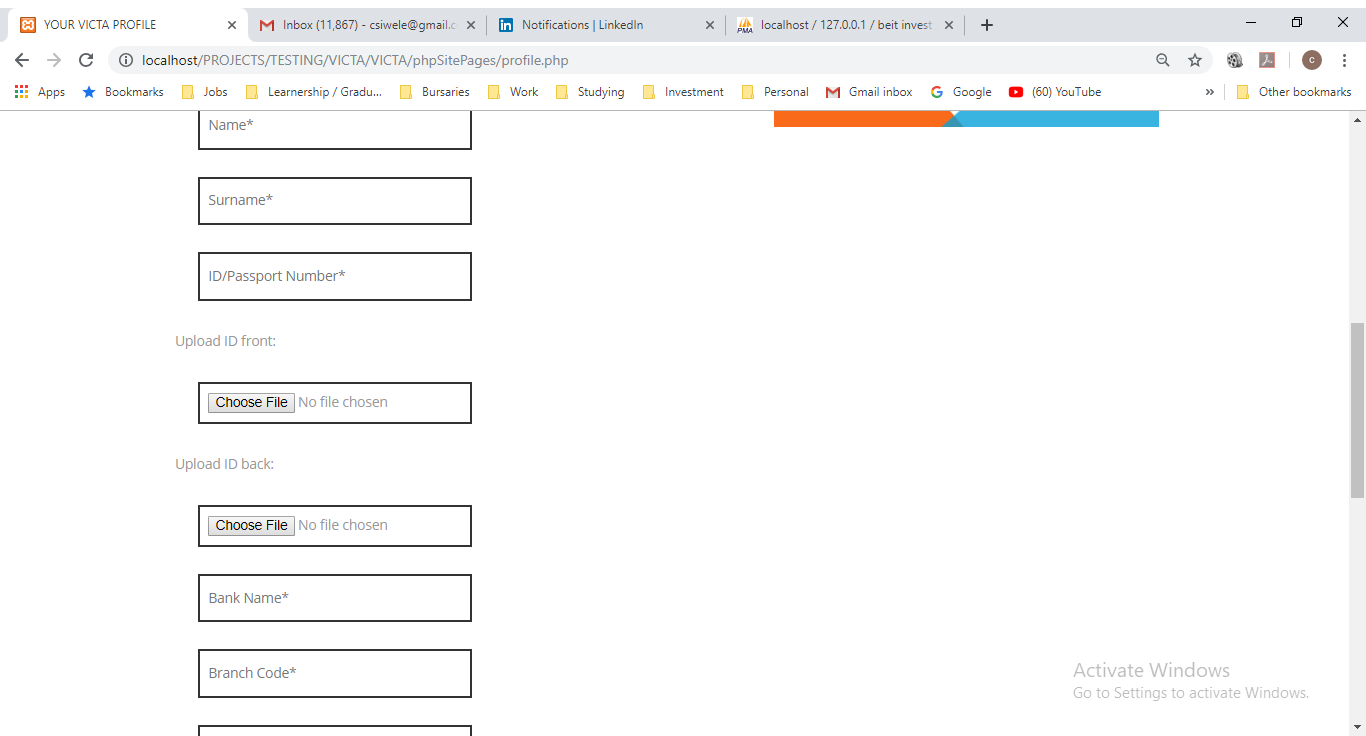 YOUR VICTA PROFILE
Inbox (11,867) - csiwele@gmail.c
Notifications | LinkedIn
PMA
localhost / 127.0.0.1 / beit invest
localhost/PROJECTS/TESTING/VICTA/VICTA/phpSitePages/profile.php
c
Apps Bookmarks Jobs Learnership / Gradu... Bursaries Work Studying Investment Personal Gmail inbox Google (60) YouTube » Other bookmarks
Name*
Surname*
ID/Passport Number*
Upload ID front:
Choose File No file chosen
Upload ID back:
Choose File No file chosen
Bank Name*
Branch Code*
Activate Windows
Go to Settings to activate Windows.